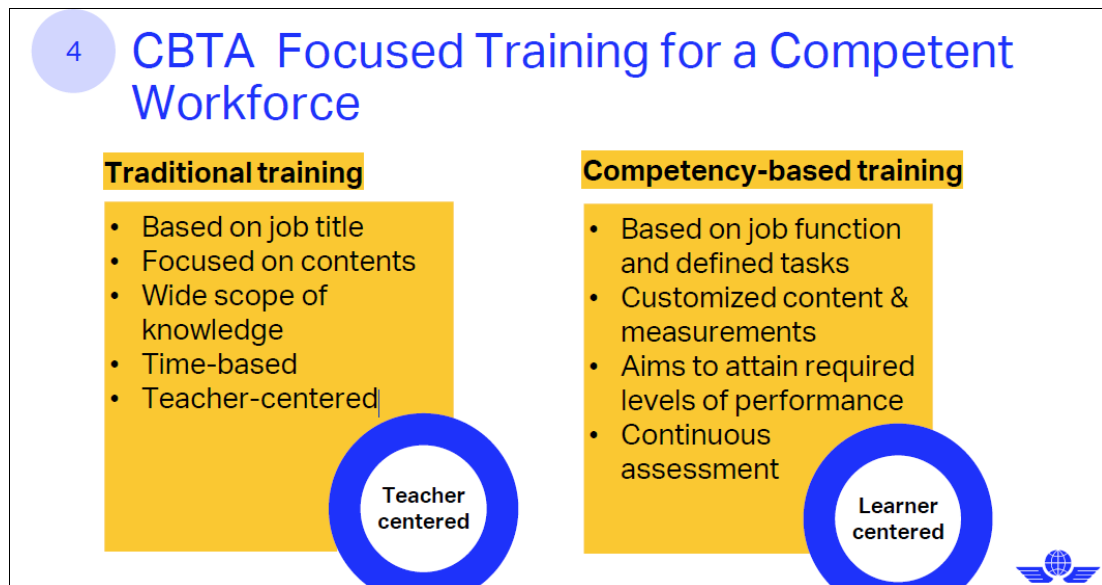 4
CBTA Focused Training for a Competent
Workforce
Traditional training
• Based on job title
• Focused on contents
• Wide scope of
knowledge
• Time-based
• Teacher-centered
Teacher
centered
Competency-based training
• Based on job function
and defined tasks
• Customized content &
measurements
• Aims to attain required
levels of performance
• Continuous
assessment
Learner
centered